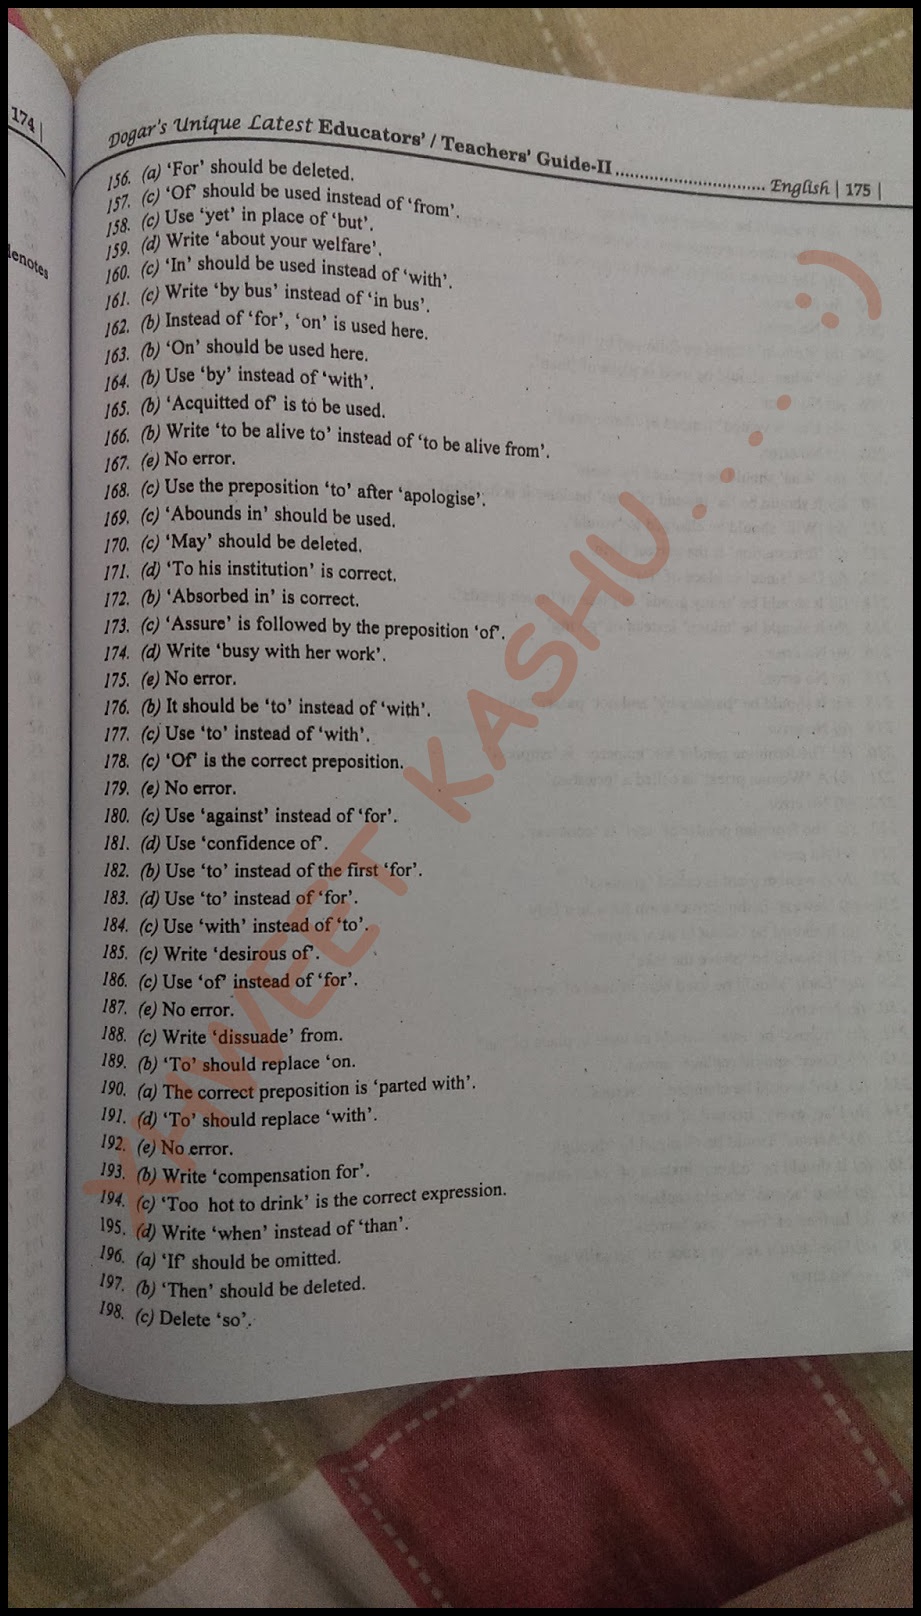 174 |
lenotes
Dogar's Unique Latest Educators' / Teachers' Guide-II .............................. English | 175 |
156. (a) 'For' should be deleted.
157. (c) 'Of' should be used instead of 'from'.
158. (c) Use 'yet' in place of 'but'.
159. (d) Write 'about your welfare'.
160. (c) 'In' should be used instead of 'with'.
161. (c) Write 'by bus' instead of 'in bus'.
162. (b) Instead of 'for', 'on' is used here.
163. (b) 'On' should be used here.
164. (b) Use 'by' instead of 'with'.
165. (b) 'Acquitted of' is to be used.
166. (b) Write 'to be alive to' instead of 'to be alive from'.
167. (e) No error.
168. (c) Use the preposition 'to' after 'apologise'.
169. (c) 'Abounds in' should be used.
170. (c) 'May' should be deleted.
171. (d) 'To his institution' is correct.
172. (b) 'Absorbed in' is correct.
173. (c) 'Assure' is followed by the preposition 'of'.
174. (d) Write 'busy with her work'.
175. (e) No error.
176. (b) It should be 'to' instead of 'with'.
177. (c) Use 'to' instead of 'with'.
178. (c) 'Of' is the correct preposition.
179. (e) No error.
180. (c) Use 'against' instead of 'for'.
181. (d) Use 'confidence of'.
182. (b) Use 'to' instead of the first 'for'.
183. (d) Use 'to' instead of 'for'.
184. (c) Use 'with' instead of 'to'.
185. (c) Write 'desirous of'.
186. (c) Use 'of' instead of 'for'.
187. (e) No error.
188. (c) Write 'dissuade' from.
189. (b) 'To' should replace 'on.
190. (a) The correct preposition is 'parted with'.
191. (d) 'To' should replace 'with'.
192. (e) No error.
193. (b) Write 'compensation for'.
194. (c) 'Too hot to drink' is the correct expression.
195. (d) Write 'when' instead of 'than'.
196. (a) 'If' should be omitted.
197. (b) 'Then' should be deleted.
198. (c) Delete 'so'.
KASHU.....:)